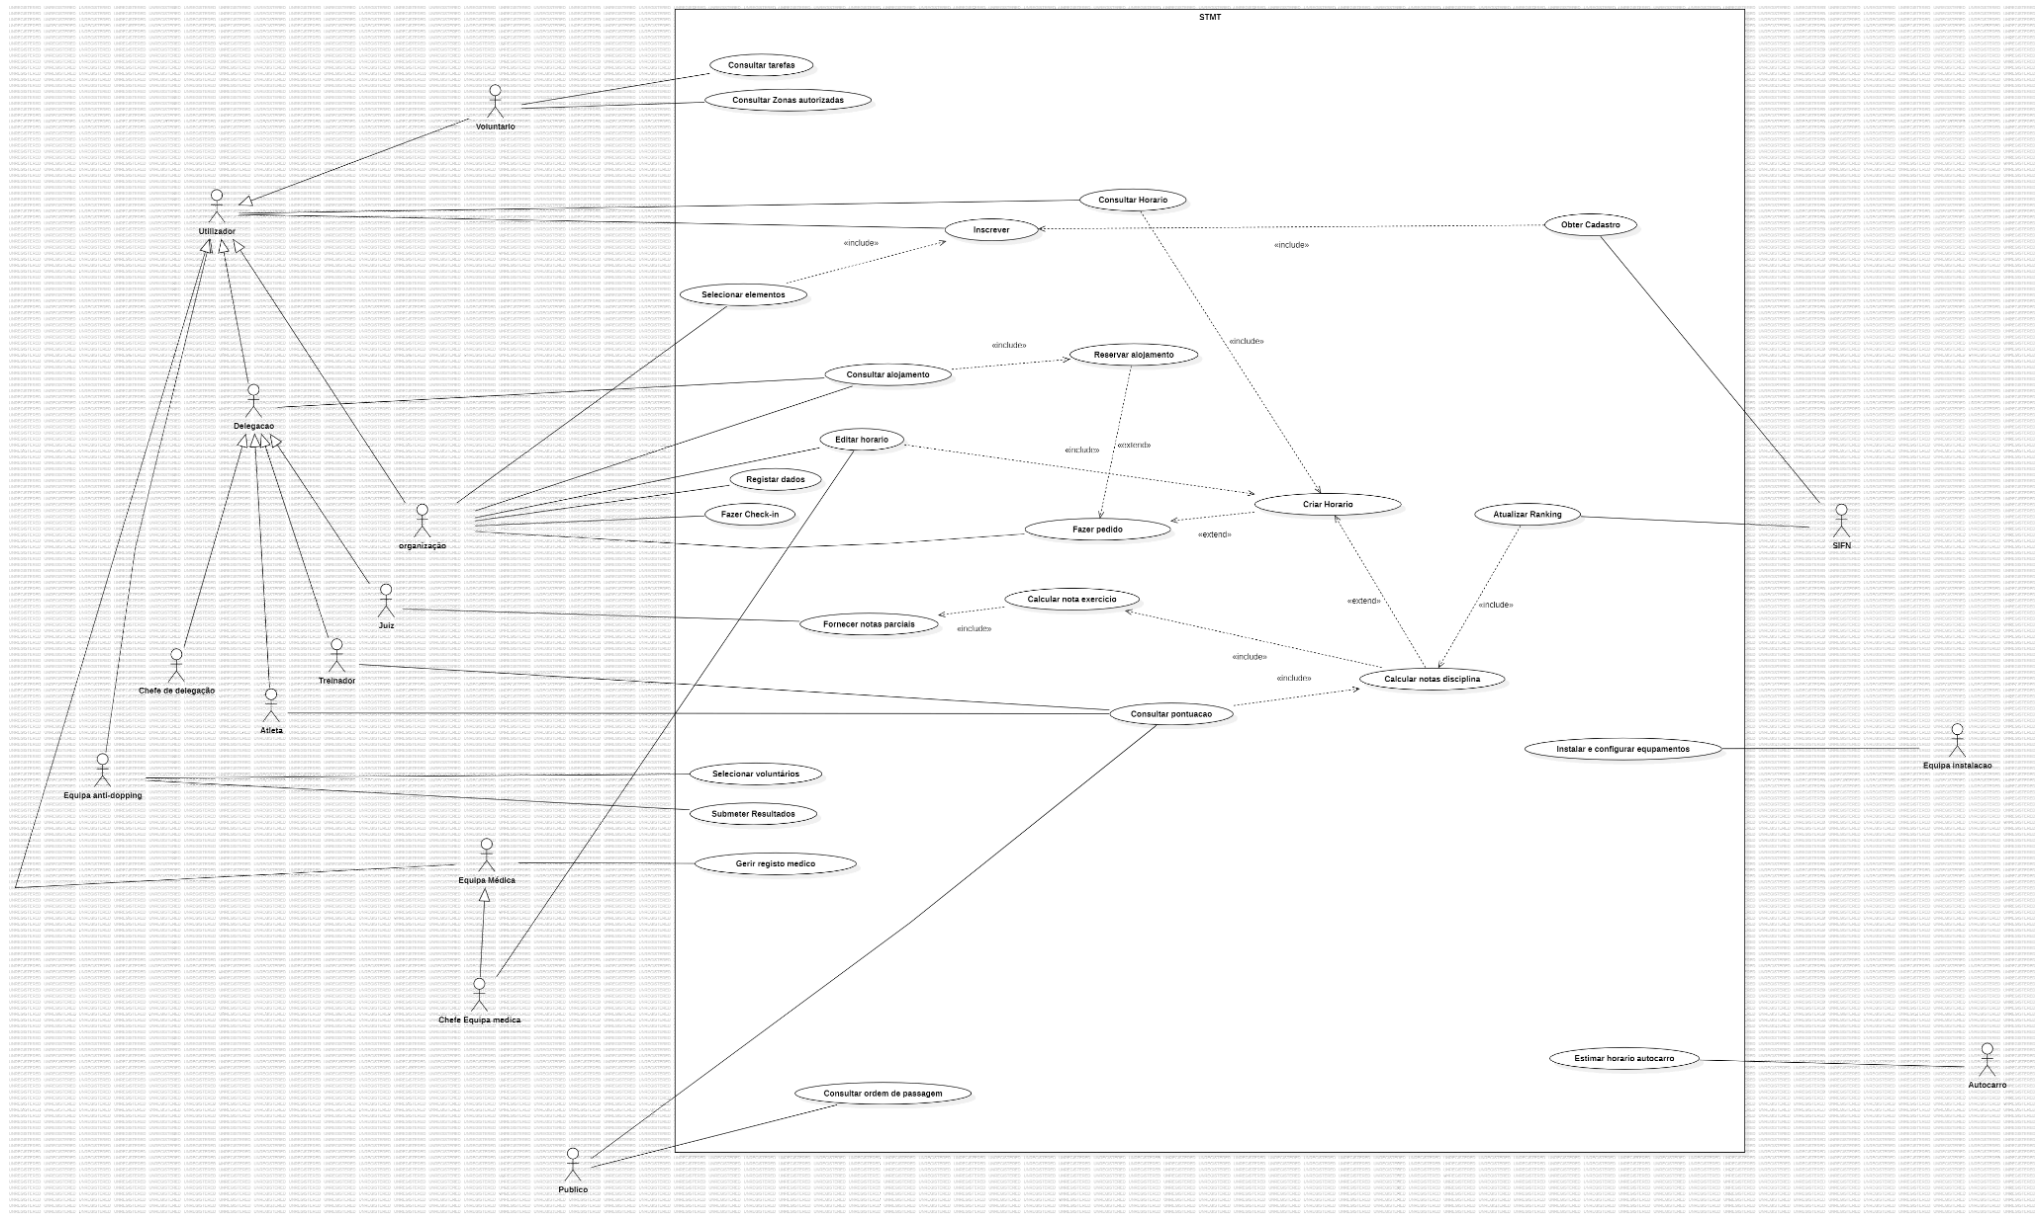 STMT
Consultar tarefas
Consultar Zonas autorizadas
Voluntario
Consultar Horario
Utilizador
Inscrever
Obter Cadastro
«include»
«include»
Selecionar elementos
«include»
«include»
Reservar alojamento
Consultar alojamento
Delegacao
Editar horario
«include»
«extend»
Registar dados
Criar Horario
Fazer Check-in
Atualizar Ranking
Fazer pedido
«extend»
organização
SIFN
Calcular nota exercicio
«extend»
«include»
Juiz
Fornecer notas parciais
«include»
«include»
Treinador
«include»
Calcular notas disciplina
Chefe de delegação
Consultar pontuacao
Atleta
Instalar e configurar equpamentos
Equipa instalacao
Selecionar voluntários
Equipa anti-dopping
Submeter Resultados
Gerir registo medico
Equipa Médica
Chefe Equipa medica
Estimar horario autocarro
Autocarro
Consultar ordem de passagem
Publico